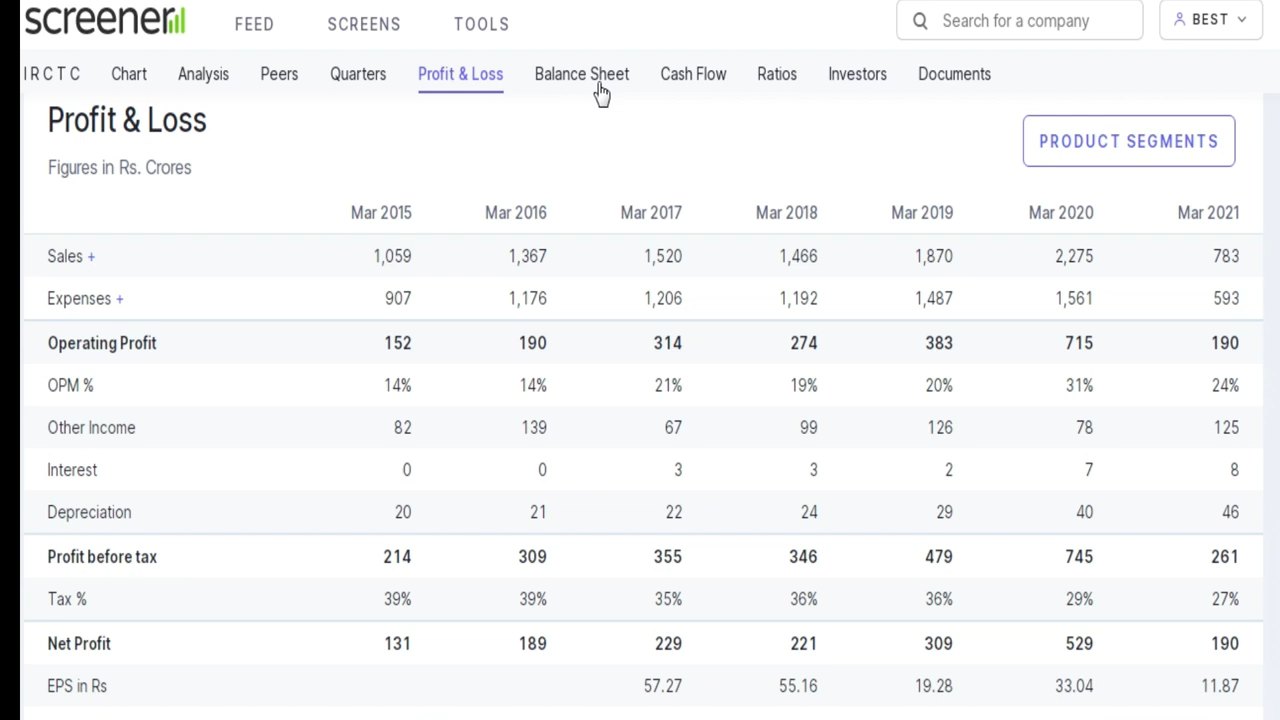 screener FEED SCREENS TOOLS Search for a company BEST
IRCTC Chart Analysis Peers Quarters Profit & Loss Balance Sheet Cash Flow Ratios Investors Documents
Profit & Loss
PRODUCT SEGMENTS
Figures in Rs. Crores
Mar 2015 Mar 2016 Mar 2017 Mar 2018 Mar 2019 Mar 2020 Mar 2021
Sales + 1,059 1,367 1,520 1,466 1,870 2,275 783
Expenses + 907 1,176 1,206 1,192 1,487 1,561 593
Operating Profit 152 190 314 274 383 715 190
OPM % 14% 14% 21% 19% 20% 31% 24%
Other Income 82 139 67 99 126 78 125
Interest 0 0 3 3 2 7 8
Depreciation 20 21 22 24 29 40 46
Profit before tax 214 309 355 346 479 745 261
Tax % 39% 39% 35% 36% 36% 29% 27%
Net Profit 131 189 229 221 309 529 190
EPS in Rs 57.27 55.16 19.28 33.04 11.87